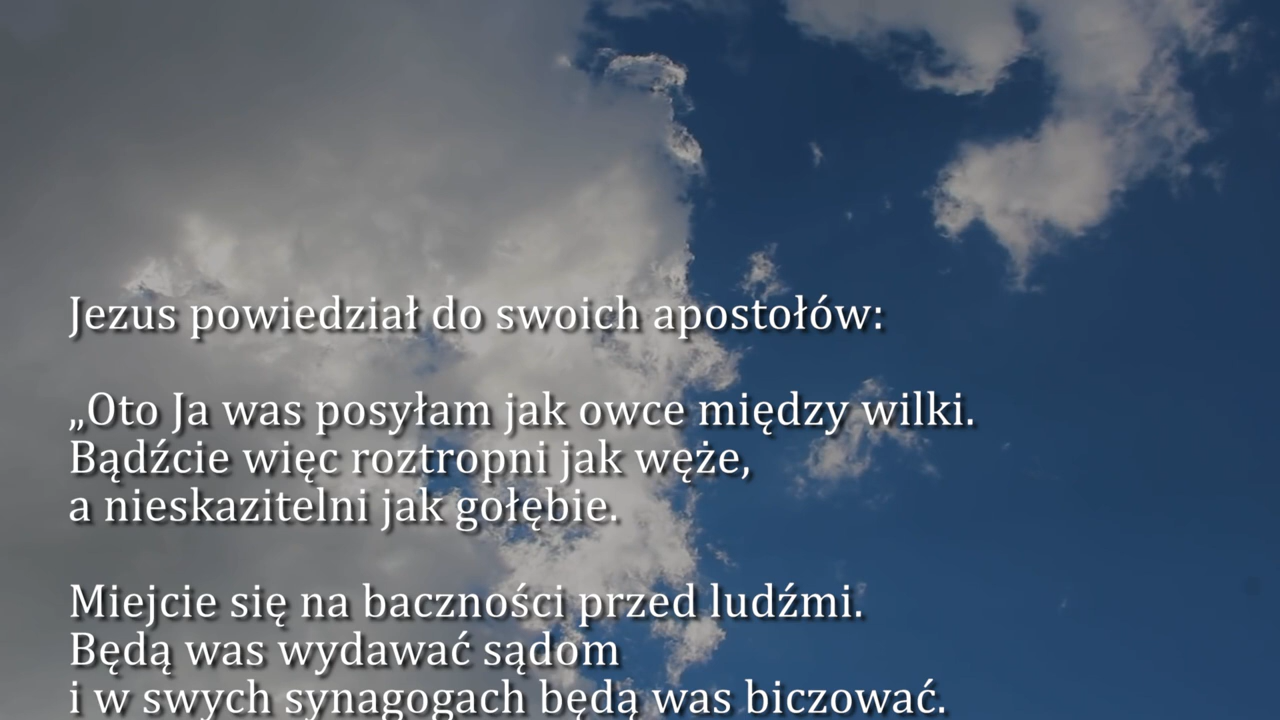 Jezus powiedział do swoich apostołów:
„Oto Ja was posyłam jak owce między wilki.
Bądźcie więc roztropni jak węże,
a nieskazitelni jak gołębie.
Miejcie się na baczności przed ludźmi.
Będą was wydawać sądom
i w swych synagogach będą was biczować.